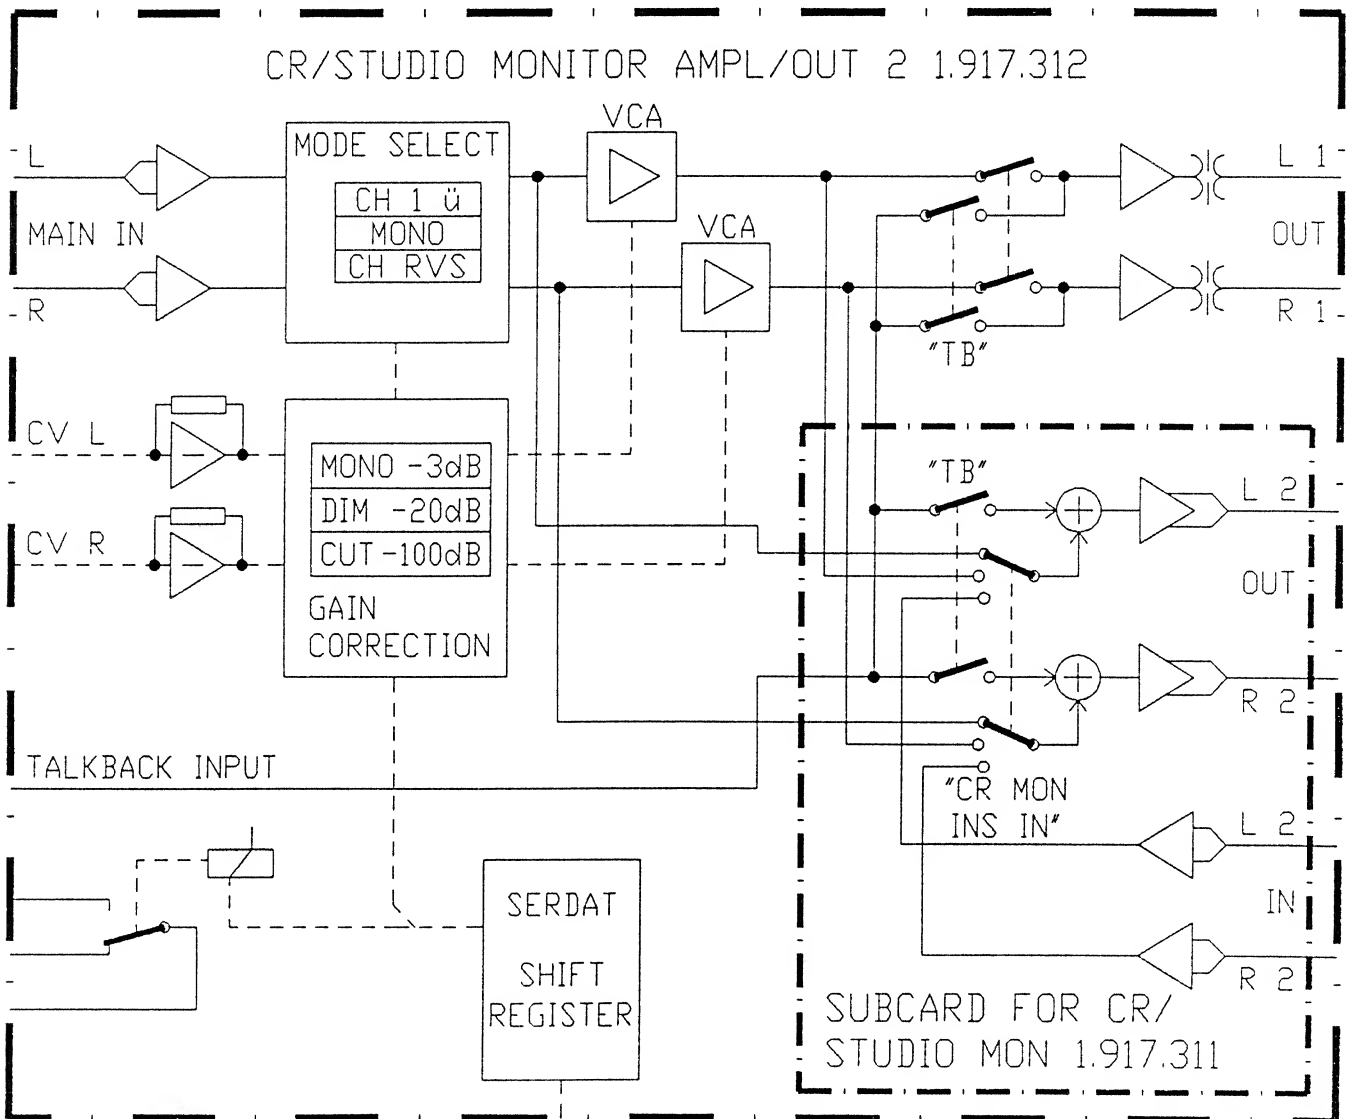 CR/STUDIO MONITOR AMPL/OUT 2 1.917.312
VCA
L
MODE SELECT
L 1
CH 1 ü
VCA
MAIN IN
MONO
OUT
CH RVS
R
R 1
"TB"
CV L
MONO -3dB
"TB"
L 2
DIM -20dB
CV R
CUT -100dB
OUT
GAIN
CORRECTION
R 2
TALKBACK INPUT
"CR MON
INS IN"
L 2
SERDAT
IN
SHIFT
REGISTER
R 2
SUBCARD FOR CR/
STUDIO MON 1.917.311